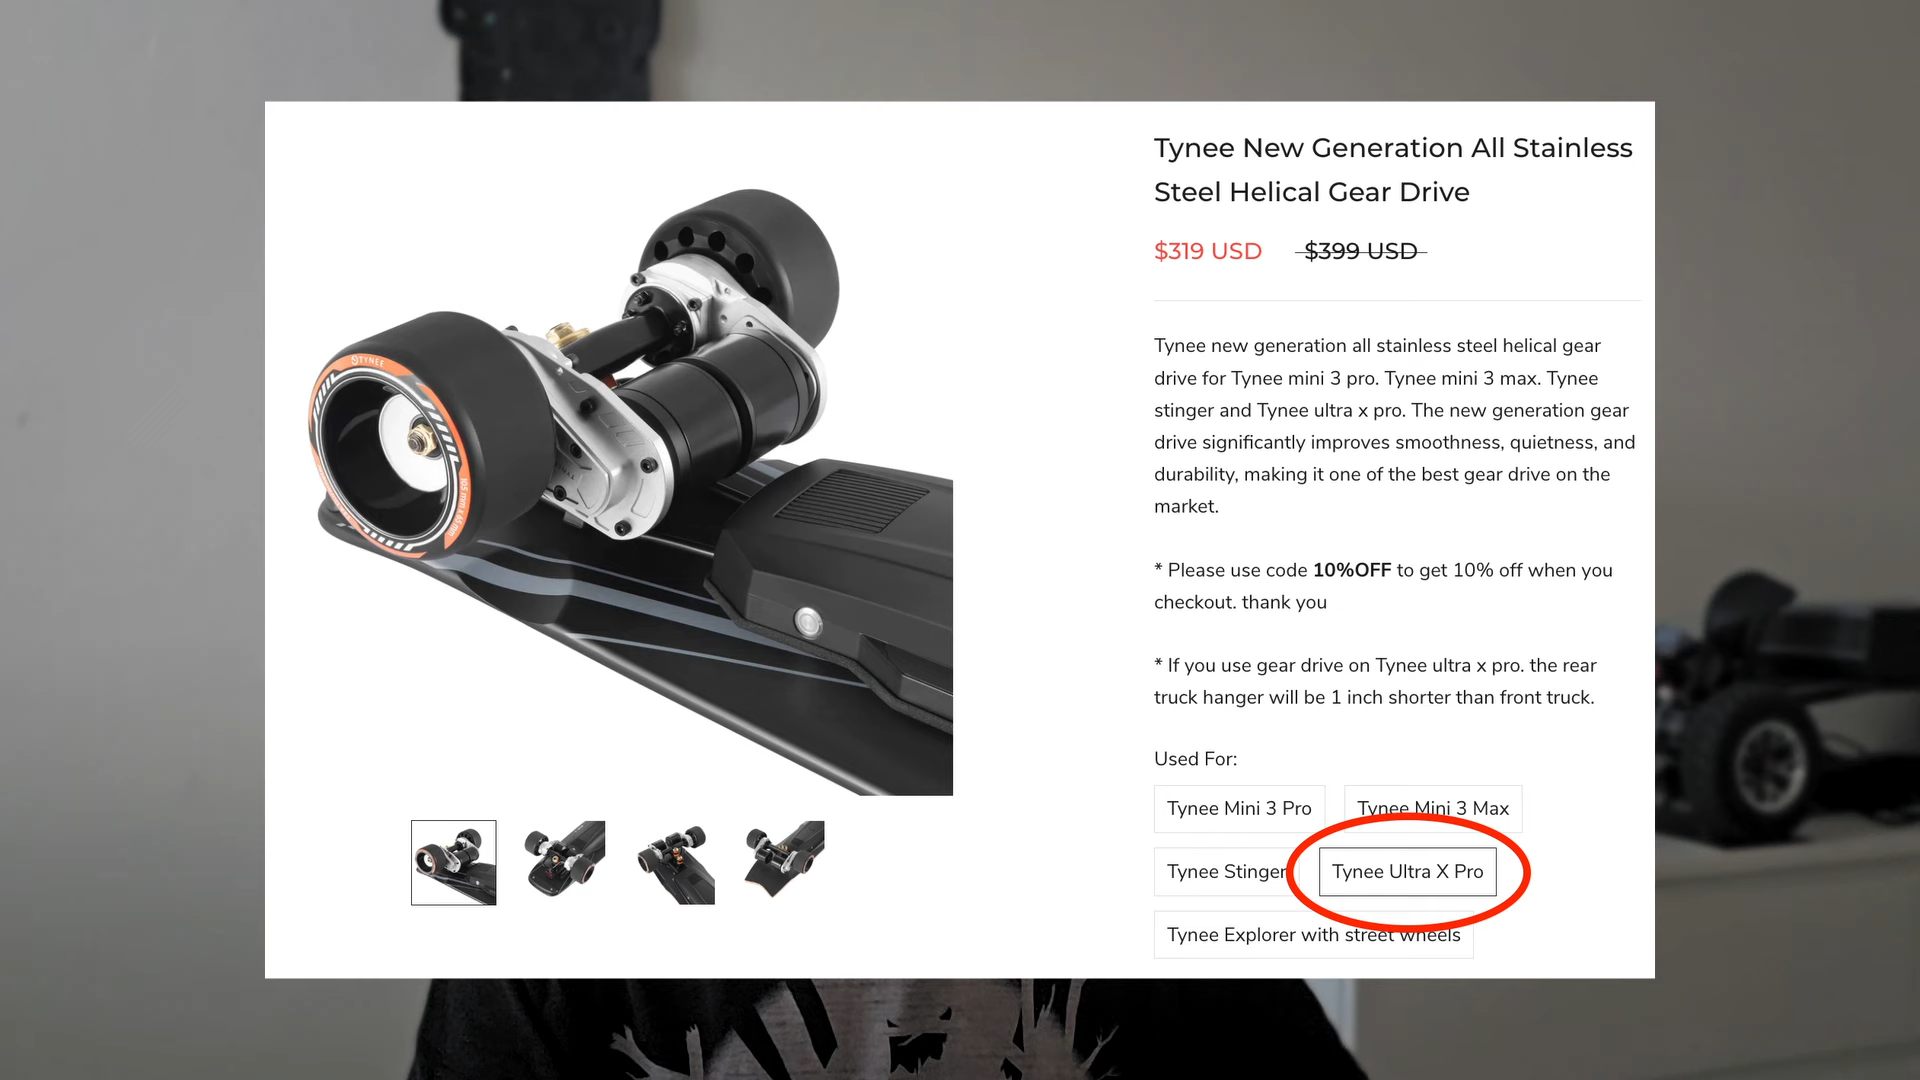 Tynee New Generation All Stainless
Steel Helical Gear Drive
$319 USD $399 USD
Tynee new generation all stainless steel helical gear
drive for Tynee mini 3 pro. Tynee mini 3 max. Tynee
stinger and Tynee ultra x pro. The new generation gear
drive significantly improves smoothness, quietness, and
durability, making it one of the best gear drive on the
market.
* Please use code 10%OFF to get 10% off when you
checkout. thank you
* If you use gear drive on Tynee ultra x pro. the rear
truck hanger will be 1 inch shorter than front truck.
Used For:
Tynee Mini 3 Pro Tynee Mini 3 Max
Tynee Stinger Tynee Ultra X Pro
Tynee Explorer with street wheels
TYNEE
105 mm x 65 mm